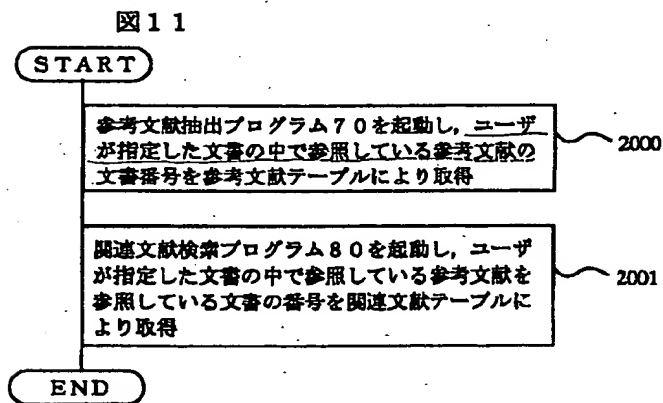 図11
START
参考文献抽出プログラム70を起動し,ユーザ
が指定した文書の中で参照している参考文献の
文書番号を参考文献テーブルにより取得
2000
関連文献検索プログラム80を起動し,ユーザ
が指定した文書の中で参照している参考文献を
参照している文書の番号を関連文献テーブルに
より取得
2001
END